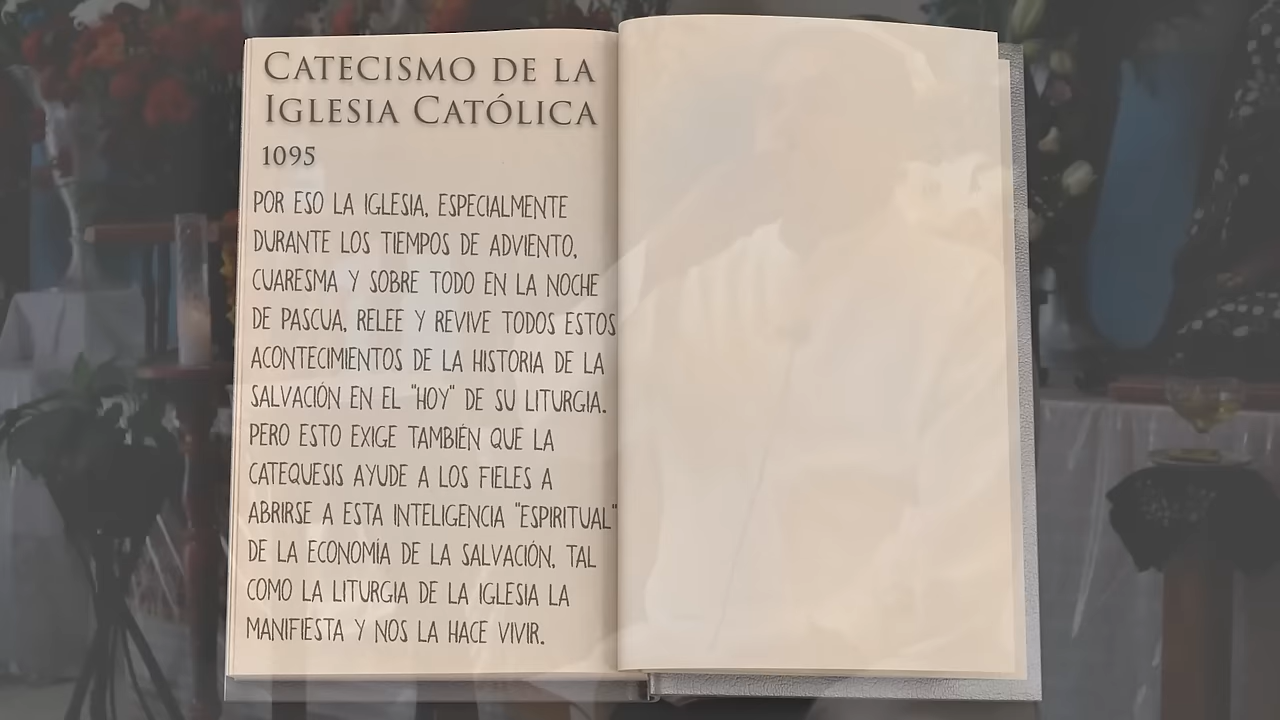 CATECISMO DE LA
IGLESIA CATÓLICA
1095
POR ESO LA IGLESIA, ESPECIALMENTE
DURANTE LOS TIEMPOS DE ADVIENTO,
CUARESMA Y SOBRE TODO EN LA NOCHE
DE PASCUA, RELEE Y REVIVE TODOS ESTOS
ACONTECIMIENTOS DE LA HISTORIA DE LA
SALVACIÓN EN EL "HOY" DE SU LITURGIA.
PERO ESTO EXIGE TAMBIÉN QUE LA
CATEQUESIS AYUDE A LOS FIELES A
ABRIRSE A ESTA INTELIGENCIA "ESPIRITUAL"
DE LA ECONOMÍA DE LA SALVACIÓN, TAL
COMO LA LITURGIA DE LA IGLESIA LA
MANIFIESTA Y NOS LA HACE VIVIR.